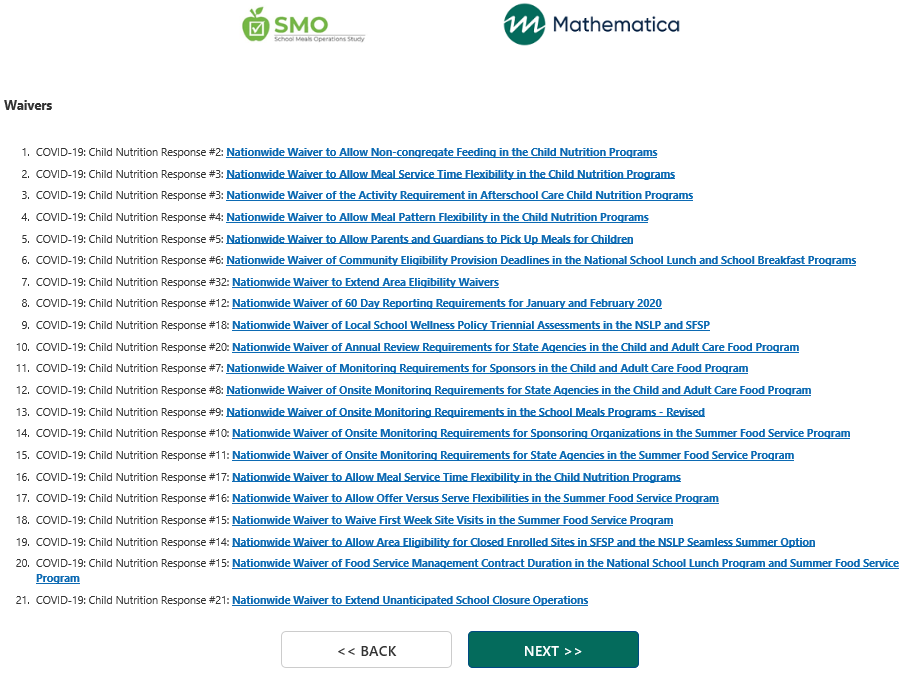 SMO
School Meals Operations Study
Mathematica
Waivers
1. COVID-19: Child Nutrition Response #2: Nationwide Waiver to Allow Non-congregate Feeding in the Child Nutrition Programs
2. COVID-19: Child Nutrition Response #3: Nationwide Waiver to Allow Meal Service Time Flexibility in the Child Nutrition Programs
3. COVID-19: Child Nutrition Response #3: Nationwide Waiver of the Activity Requirement in Afterschool Care Child Nutrition Programs
4. COVID-19: Child Nutrition Response #4: Nationwide Waiver to Allow Meal Pattern Flexibility in the Child Nutrition Programs
5. COVID-19: Child Nutrition Response #5: Nationwide Waiver to Allow Parents and Guardians to Pick Up Meals for Children
6. COVID-19: Child Nutrition Response #6: Nationwide Waiver of Community Eligibility Provision Deadlines in the National School Lunch and School Breakfast Programs
7. COVID-19: Child Nutrition Response #32: Nationwide Waiver to Extend Area Eligibility Waivers
8. COVID-19: Child Nutrition Response #12: Nationwide Waiver of 60 Day Reporting Requirements for January and February 2020
9. COVID-19: Child Nutrition Response #18: Nationwide Waiver of Local School Wellness Policy Triennial Assessments in the NSLP and SFSP
10. COVID-19: Child Nutrition Response #20: Nationwide Waiver of Annual Review Requirements for State Agencies in the Child and Adult Care Food Program
11. COVID-19: Child Nutrition Response #7: Nationwide Waiver of Monitoring Requirements for Sponsors in the Child and Adult Care Food Program
12. COVID-19: Child Nutrition Response #8: Nationwide Waiver of Onsite Monitoring Requirements for State Agencies in the Child and Adult Care Food Program
13. COVID-19: Child Nutrition Response #9: Nationwide Waiver of Onsite Monitoring Requirements in the School Meals Programs - Revised
14. COVID-19: Child Nutrition Response #10: Nationwide Waiver of Onsite Monitoring Requirements for Sponsoring Organizations in the Summer Food Service Program
15. COVID-19: Child Nutrition Response #11: Nationwide Waiver of Onsite Monitoring Requirements for State Agencies in the Summer Food Service Program
16. COVID-19: Child Nutrition Response #17: Nationwide Waiver to Allow Meal Service Time Flexibility in the Child Nutrition Programs
17. COVID-19: Child Nutrition Response #16: Nationwide Waiver to Allow Offer Versus Serve Flexibilities in the Summer Food Service Program
18. COVID-19: Child Nutrition Response #15: Nationwide Waiver to Waive First Week Site Visits in the Summer Food Service Program
19. COVID-19: Child Nutrition Response #14: Nationwide Waiver to Allow Area Eligibility for Closed Enrolled Sites in SFSP and the NSLP Seamless Summer Option
20. COVID-19: Child Nutrition Response #15: Nationwide Waiver of Food Service Management Contract Duration in the National School Lunch Program and Summer Food Service
Program
21. COVID-19: Child Nutrition Response #21: Nationwide Waiver to Extend Unanticipated School Closure Operations
<< BACK
NEXT >>